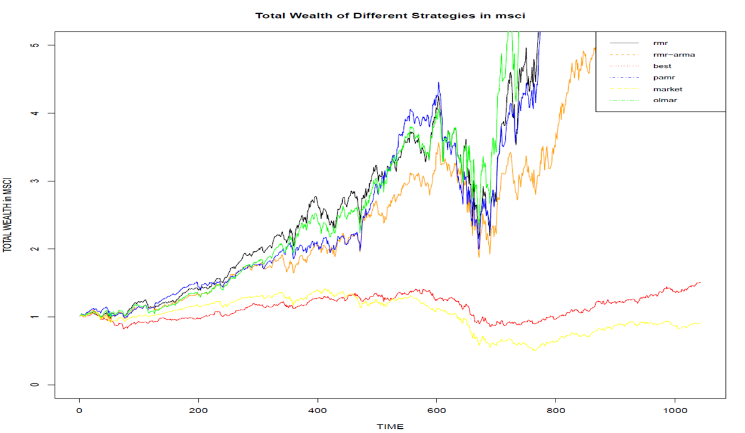 Total Wealth of Different Strategies in msci
TOTAL WEALTH in MSCI
5
4
3
2
1
0
rmr
rmr-arma
best
pamr
market
olmar
0
200
400
600
800
1000
TIME